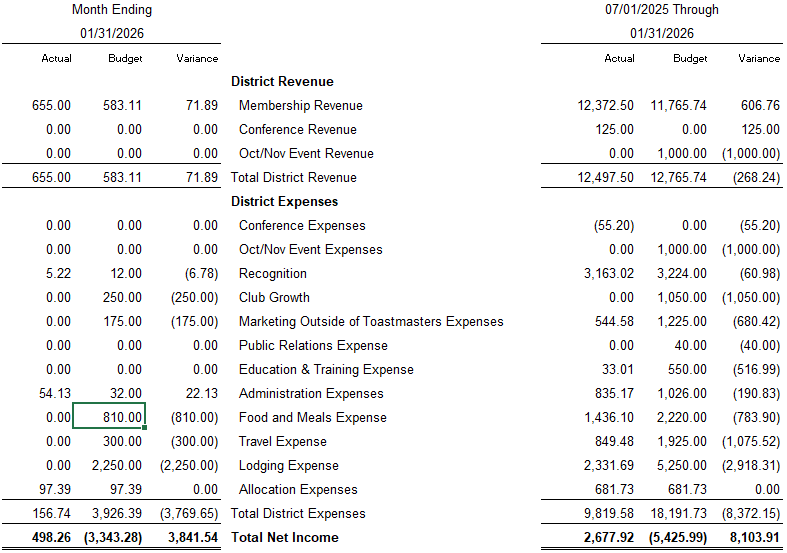 Month Ending 07/01/2025 Through
01/31/2026 01/31/2026
Actual Budget Variance Actual Budget Variance
District Revenue
655.00 583.11 71.89 Membership Revenue 12,372.50 11,765.74 606.76
0.00 0.00 0.00 Conference Revenue 125.00 0.00 125.00
0.00 0.00 0.00 Oct/Nov Event Revenue 0.00 1,000.00 (1,000.00)
655.00 583.11 71.89 Total District Revenue 12,497.50 12,765.74 (268.24)
District Expenses
0.00 0.00 0.00 Conference Expenses (55.20) 0.00 (55.20)
0.00 0.00 0.00 Oct/Nov Event Expenses 0.00 1,000.00 (1,000.00)
5.22 12.00 (6.78) Recognition 3,163.02 3,224.00 (60.98)
0.00 250.00 (250.00) Club Growth 0.00 1,050.00 (1,050.00)
0.00 175.00 (175.00) Marketing Outside of Toastmasters Expenses 544.58 1,225.00 (680.42)
0.00 0.00 0.00 Public Relations Expense 0.00 40.00 (40.00)
0.00 0.00 0.00 Education & Training Expense 33.01 550.00 (516.99)
54.13 32.00 22.13 Administration Expenses 835.17 1,026.00 (190.83)
0.00 810.00 (810.00) Food and Meals Expense 1,436.10 2,220.00 (783.90)
0.00 300.00 (300.00) Travel Expense 849.48 1,925.00 (1,075.52)
0.00 2,250.00 (2,250.00) Lodging Expense 2,331.69 5,250.00 (2,918.31)
97.39 97.39 0.00 Allocation Expenses 681.73 681.73 0.00
156.74 3,926.39 (3,769.65) Total District Expenses 9,819.58 18,191.73 (8,372.15)
498.26 (3,343.28) 3,841.54 Total Net Income 2,677.92 (5,425.99) 8,103.91